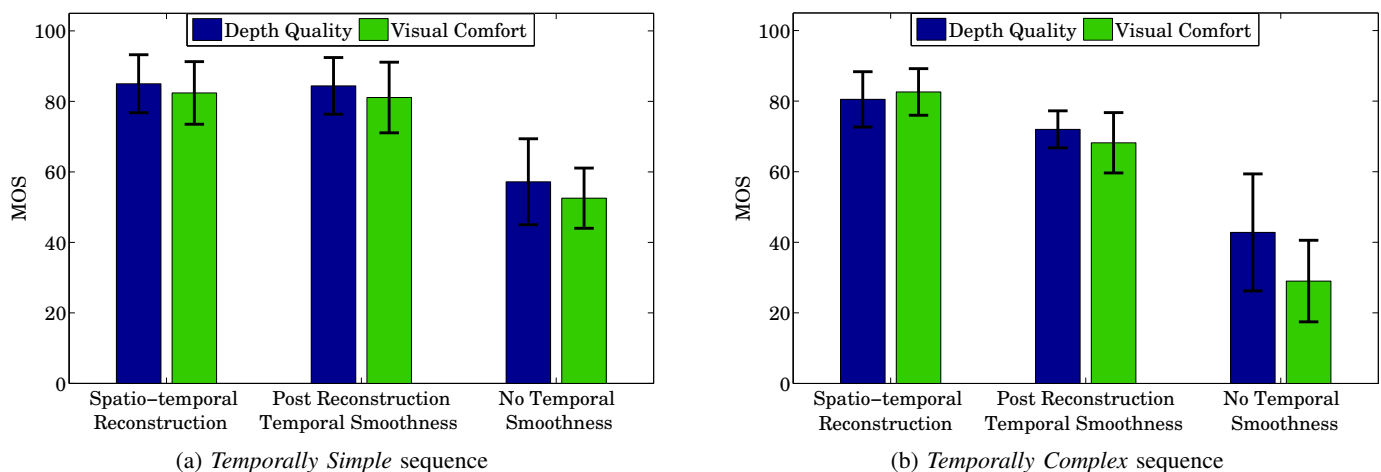 Depth Quality Visual Comfort
100
80
60
40
20
0
MOS
Spatio-temporal
Reconstruction
Post Reconstruction
Temporal Smoothness
No Temporal
Smoothness
(a) Temporally Simple sequence
Depth Quality Visual Comfort
100
80
60
40
20
0
MOS
Spatio-temporal
Reconstruction
Post Reconstruction
Temporal Smoothness
No Temporal
Smoothness
(b) Temporally Complex sequence